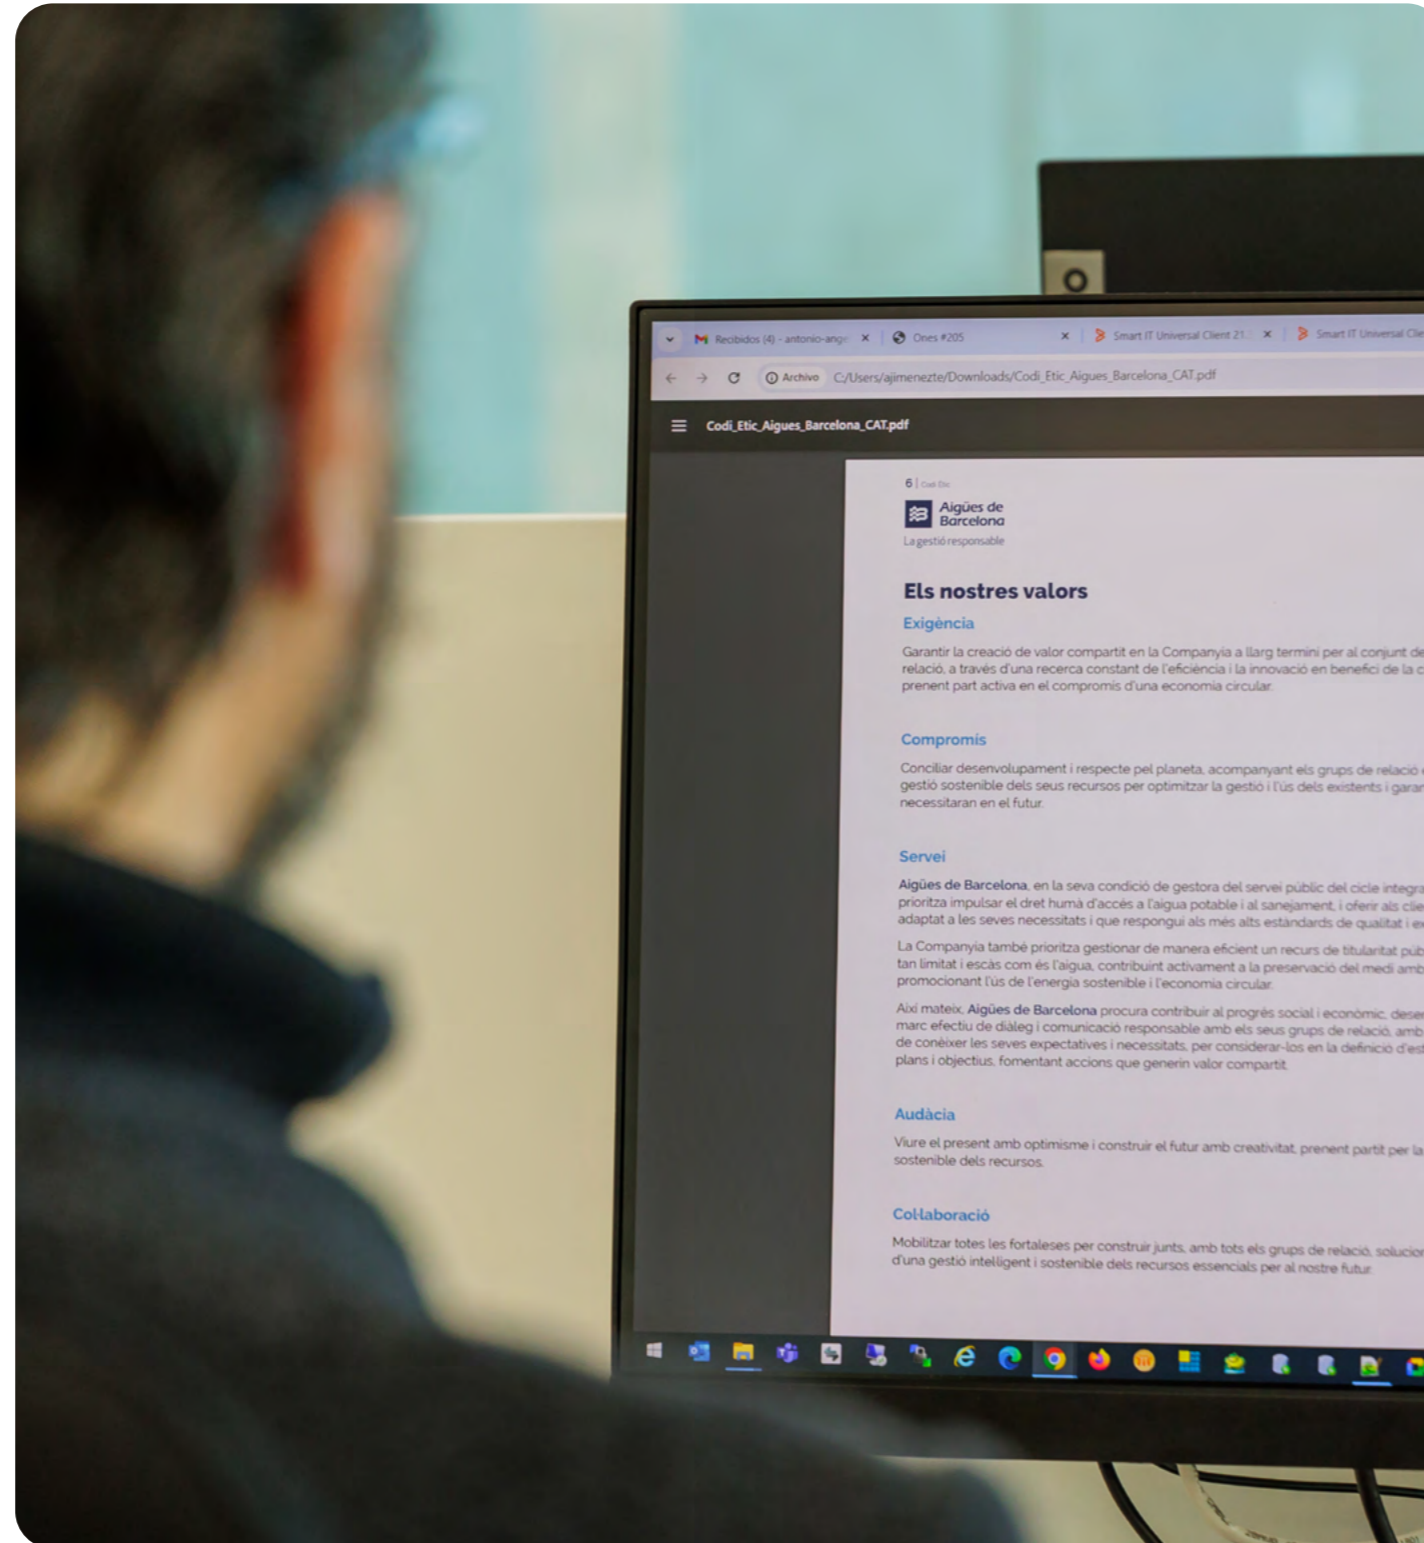 Recibidos (4) - antonio-ange
Ones #205
Smart IT Universal Client 21.
Smart IT Universal Clie
Archivo C:/Users/ajimenezte/Downloads/Codi_Etic_Aigues_Barcelona_CAT.pdf
Codi_Etic_Aigues_Barcelona_CAT.pdf
6 | Codi Ètic
Aigües de
Barcelona
La gestió responsable
Els nostres valors
Exigència
Garantir la creació de valor compartit en la Companyia a llarg termini per al conjunt de
relació, a través d'una recerca constant de l'eficiència i la innovació en benefici de la c
prenent part activa en el compromís d'una economia circular.
Compromís
Conciliar desenvolupament i respecte pel planeta, acompanyant els grups de relació
gestió sostenible dels seus recursos per optimitzar la gestió i l'ús dels existents i garan
necessitaran en el futur.
Servei
Aigües de Barcelona, en la seva condició de gestora del servei públic del cicle integra
prioritza impulsar el dret humà d'accés a l'aigua potable i al sanejament, i oferir als clie
adaptat a les seves necessitats i que respongui als més alts estàndards de qualitat i ex
La Companyia també prioritza gestionar de manera eficient un recurs de titularitat púb
tan limitat i escàs com és l'aigua, contribuint activament a la preservació del medi amb
promocionant l'ús de l'energia sostenible i l'economia circular.
Així mateix, Aigües de Barcelona procura contribuir al progrés social i econòmic, desen
marc efectiu de diàleg i comunicació responsable amb els seus grups de relació, amb
de conèixer les seves expectatives i necessitats, per considerar-los en la definició d'est
plans i objectius, fomentant accions que generin valor compartit.
Audàcia
Viure el present amb optimisme i construir el futur amb creativitat, prenent partit per la
sostenible dels recursos.
Col·laboració
Mobilitzar totes les fortaleses per construir junts, amb tots els grups de relació, solucion
d'una gestió intel·ligent i sostenible dels recursos essencials per al nostre futur.